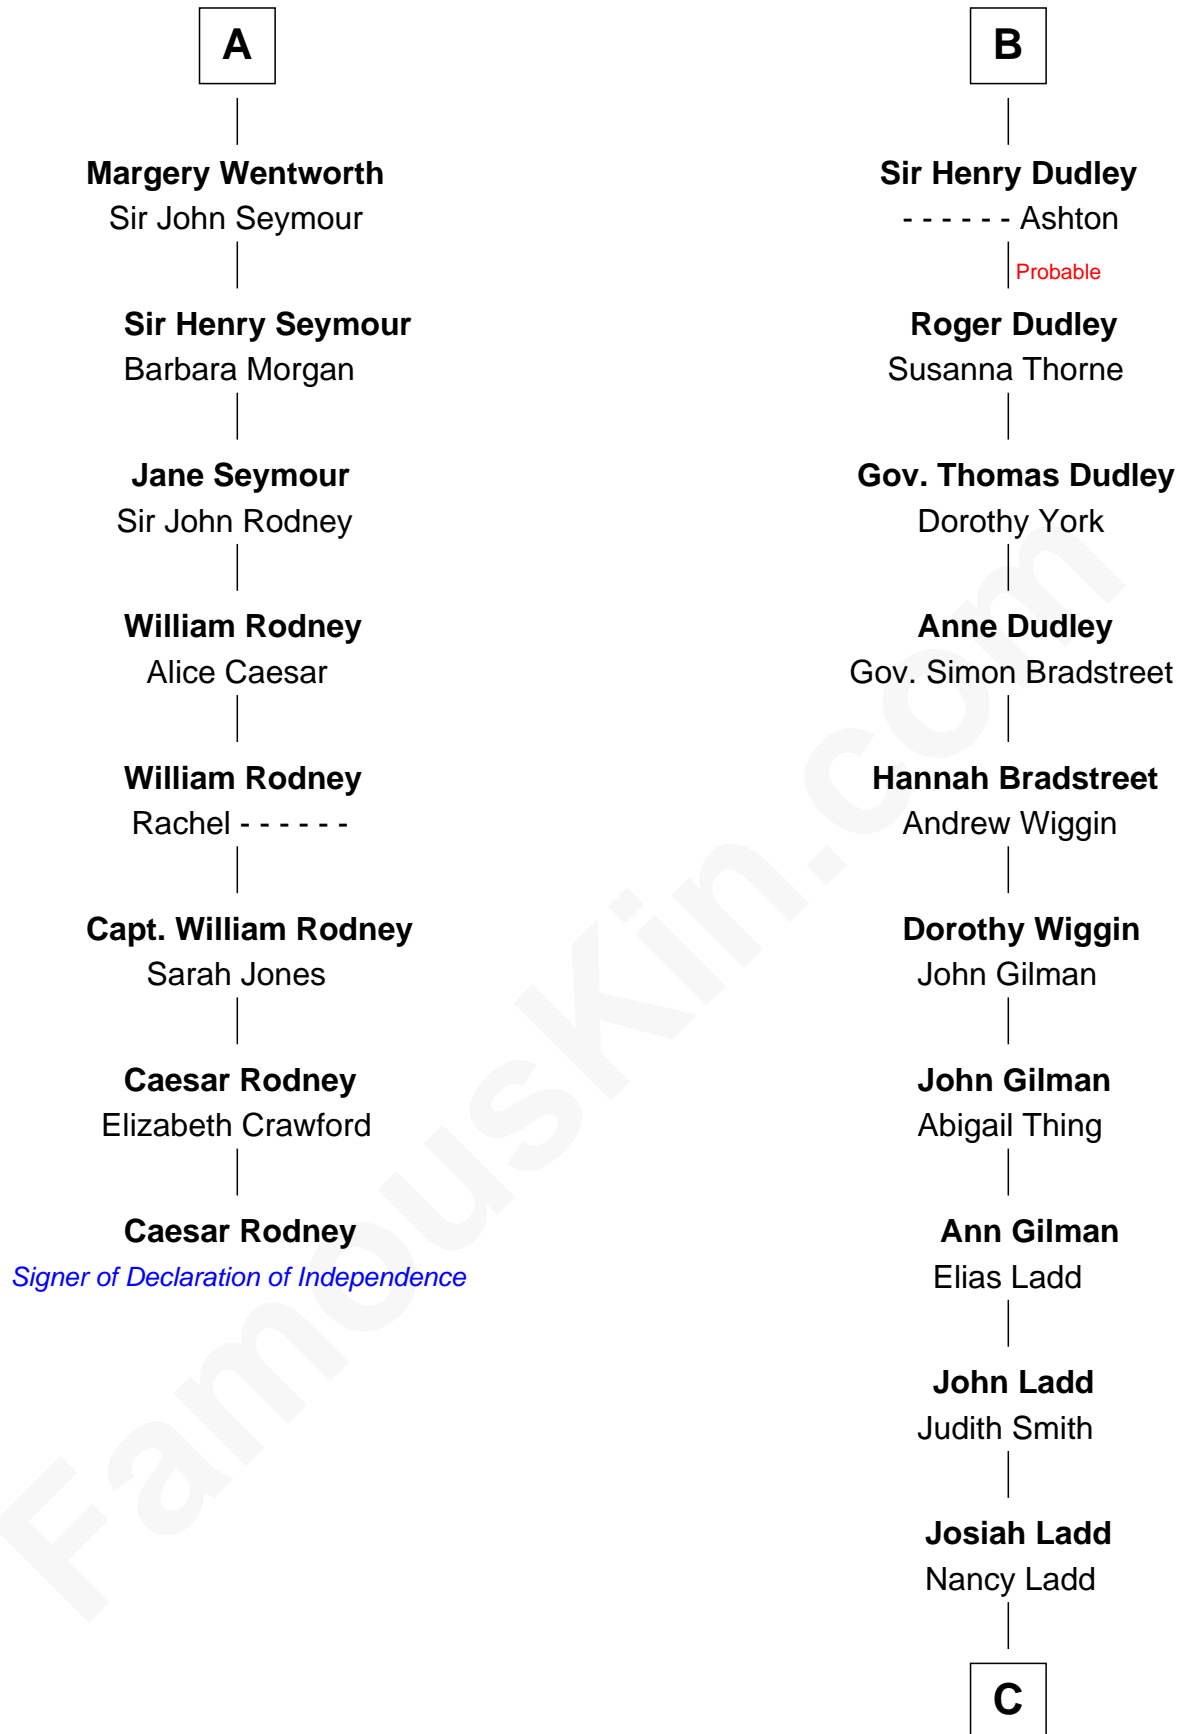 A
Margery Wentworth
Sir John Seymour
Sir Henry Seymour
Barbara Morgan
Jane Seymour
Sir John Rodney
William Rodney
Alice Caesar
William Rodney
Rachel - - - - - -
Capt. William Rodney
Sarah Jones
Caesar Rodney
Elizabeth Crawford
Caesar Rodney
Signer of Declaration of Independence
B
Sir Henry Dudley
- - - - - - Ashton
Probable
Roger Dudley
Susanna Thorne
Gov. Thomas Dudley
Dorothy York
Anne Dudley
Gov. Simon Bradstreet
Hannah Bradstreet
Andrew Wiggin
Dorothy Wiggin
John Gilman
John Gilman
Abigail Thing
Ann Gilman
Elias Ladd
John Ladd
Judith Smith
Josiah Ladd
Nancy Ladd
C
FamousKin.com